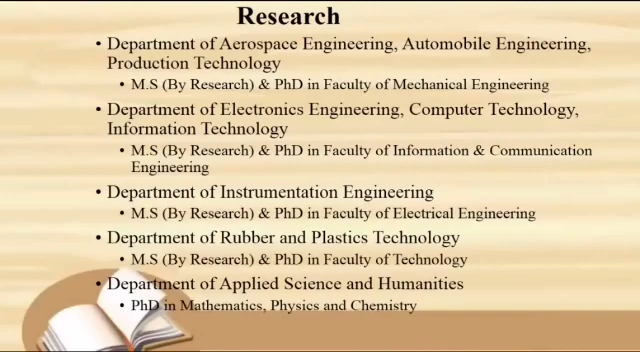 Research
• Department of Aerospace Engineering, Automobile Engineering,
Production Technology
• M.S (By Research) & PhD in Faculty of Mechanical Engineering
• Department of Electronics Engineering, Computer Technology,
Information Technology
• M.S (By Research) & PhD in Faculty of Information & Communication
Engineering
• Department of Instrumentation Engineering
• M.S (By Research) & PhD in Faculty of Electrical Engineering
• Department of Rubber and Plastics Technology
• M.S (By Research) & PhD in Faculty of Technology
• Department of Applied Science and Humanities
• PhD in Mathematics, Physics and Chemistry